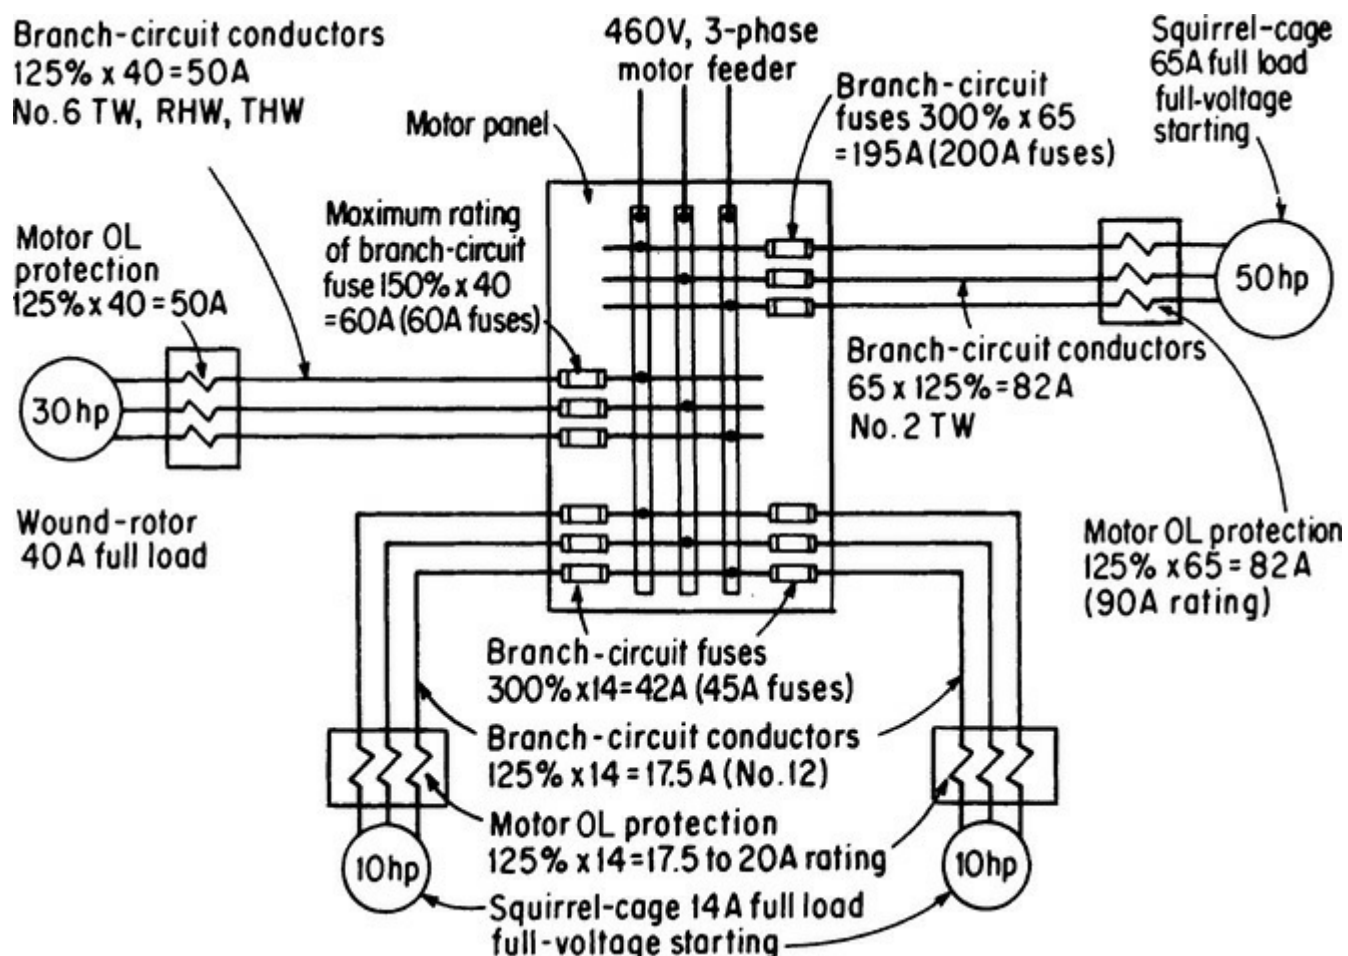 Branch-circuit conductors
125% x 40=50A
No.6 TW, RHW, THW
460V, 3-phase
motor feeder
Motor panel
Branch-circuit
fuses 300% x 65
=195A (200A fuses)
Squirrel-cage
65A full load
full-voltage
starting
Motor OL
protection
125% x 40=50A
Maximum rating
of branch-circuit
fuse 150% x 40
=60A (60A fuses)
50hp
Branch-circuit conductors
65 x 125%=82A
No. 2 TW
30hp
Wound-rotor
40A full load
Motor OL protection
125% x 65=82A
(90A rating)
Branch-circuit fuses
300% x 14=42A (45A fuses)
Branch-circuit conductors
125% x 14=17.5A (No. 12)
Motor OL protection
125% x 14=17.5 to 20A rating
10hp
10hp
Squirrel-cage 14A full load
full-voltage starting